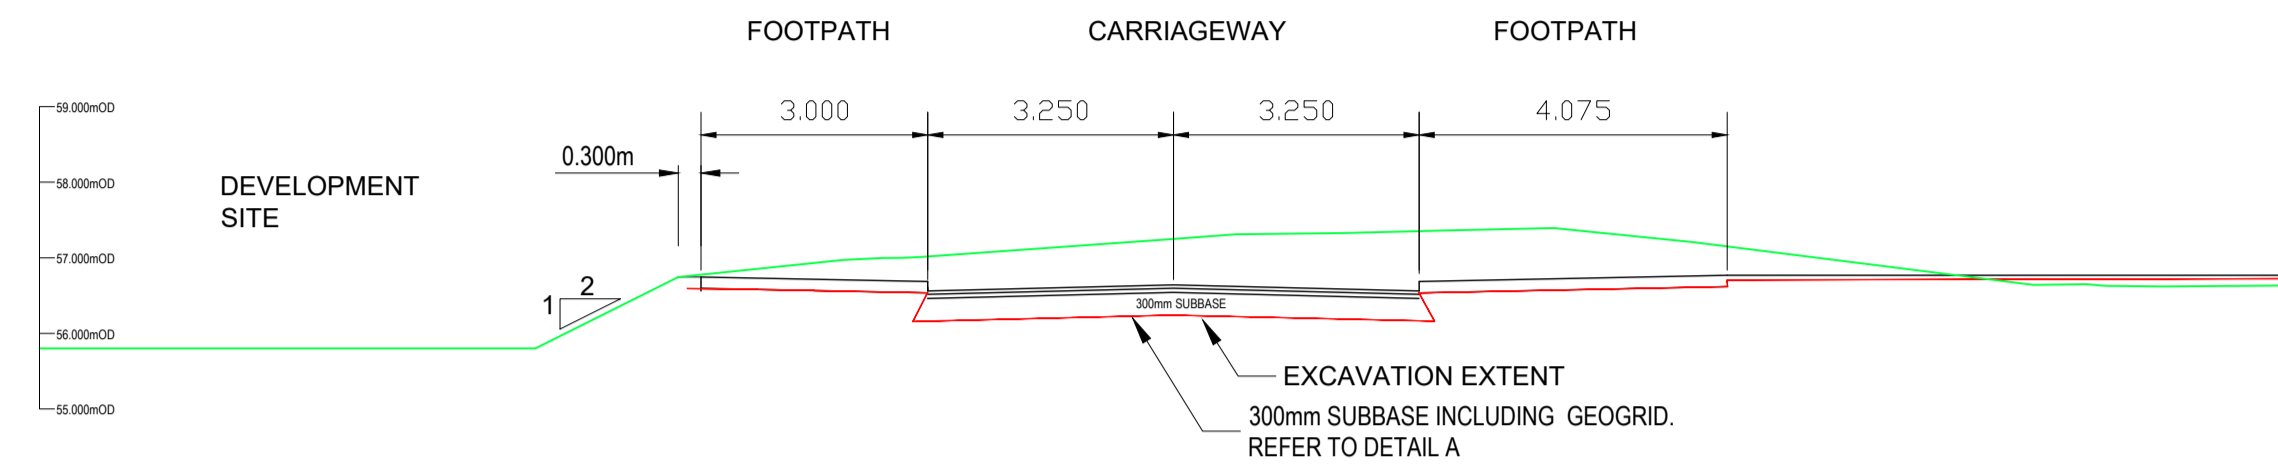 FOOTPATH CARRIAGEWAY FOOTPATH
59.000mOD
3.000 3.250 3.250 4.075
0.300m
58.000mOD
DEVELOPMENT
SITE
57.000mOD
2
1
300mm SUBBASE
56.000mOD
EXCAVATION EXTENT
55.000mOD
300mm SUBBASE INCLUDING GEOGRID.
REFER TO DETAIL A